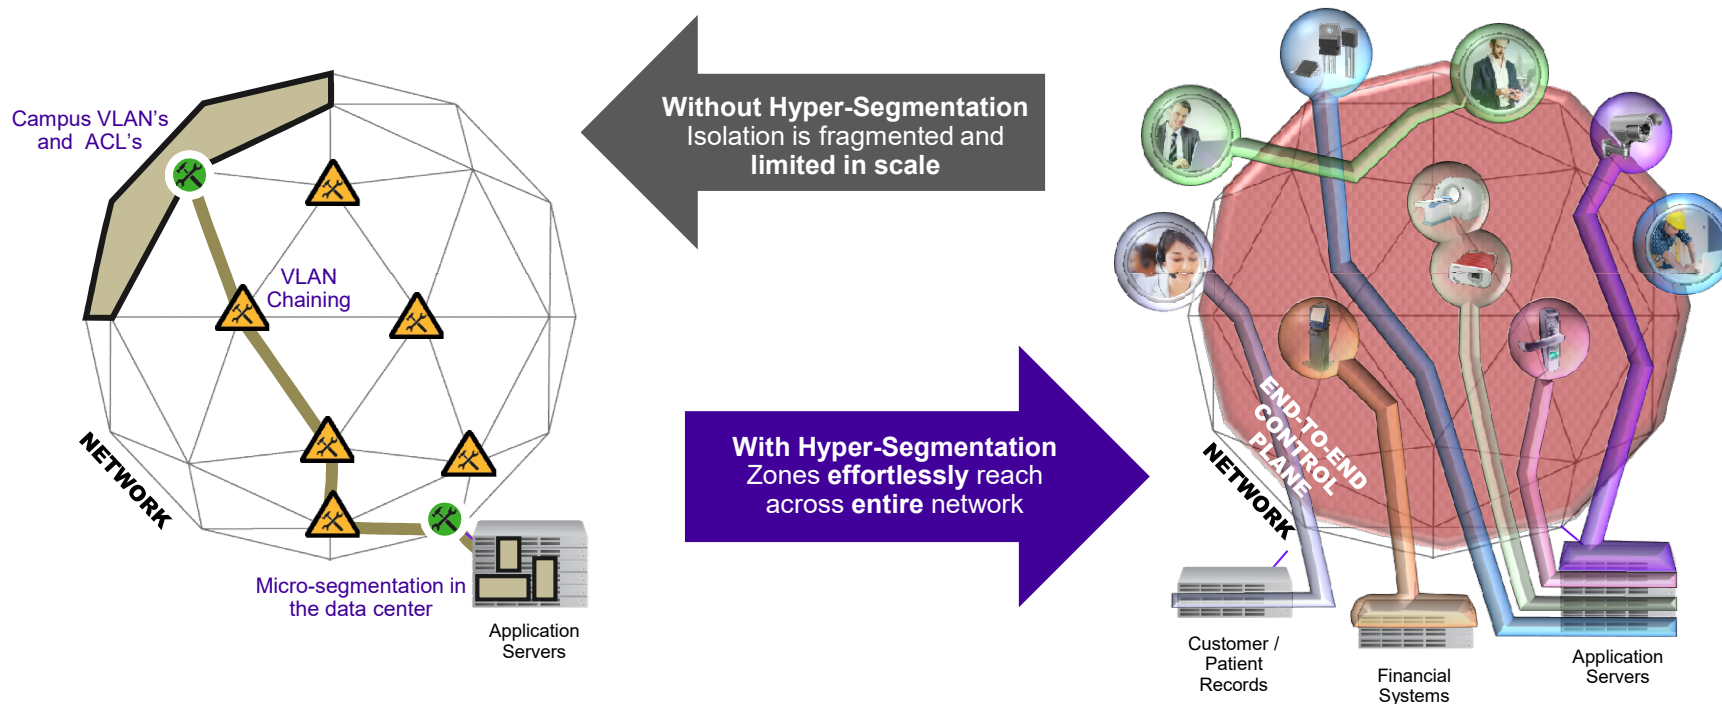 Campus VLAN's
and ACL's
VLAN
Chaining
NETWORK
Micro-segmentation in
the data center
Application
Servers
Without Hyper-Segmentation
Isolation is fragmented and
limited in scale
With Hyper-Segmentation
Zones effortlessly reach
across entire network
END-TO-END
CONTROL
PLANE
NETWORK
Customer /
Patient
Records
Financial
Systems
Application
Servers